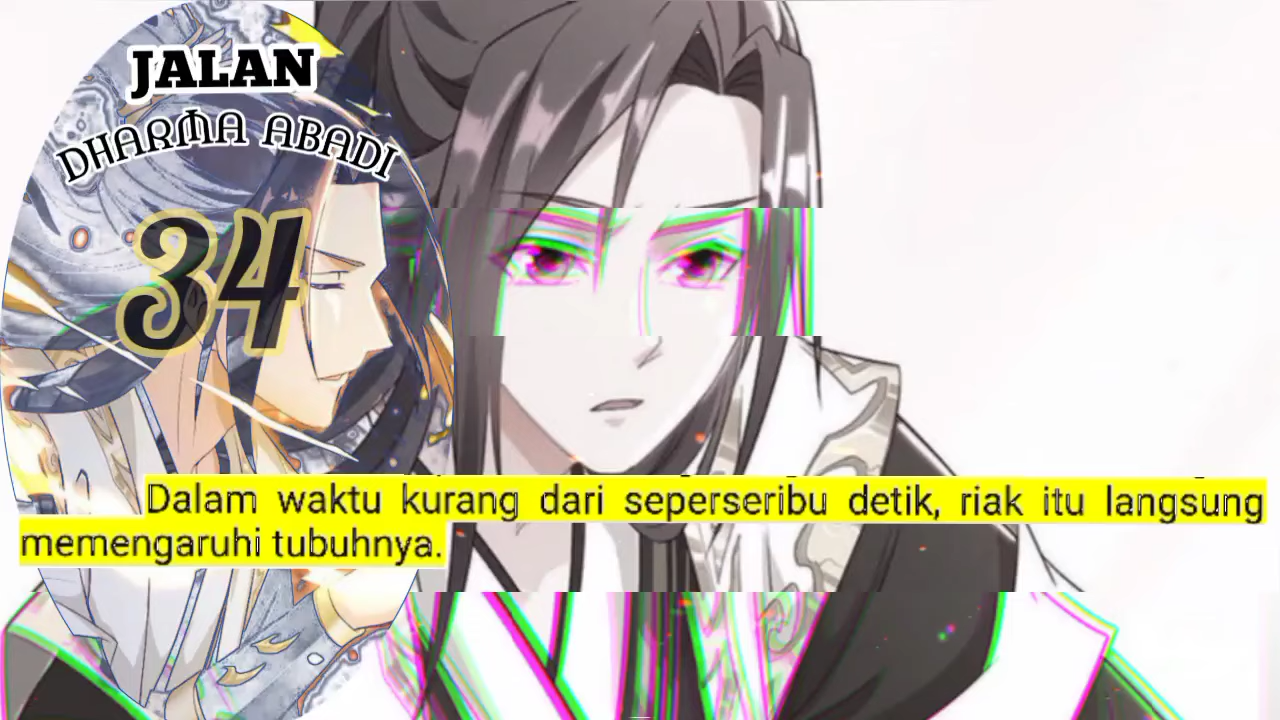 JALAN
DHARMA ABADI
34
Dalam waktu kurang dari seperseribu detik, riak itu langsung
memengaruhi tubuhnya.